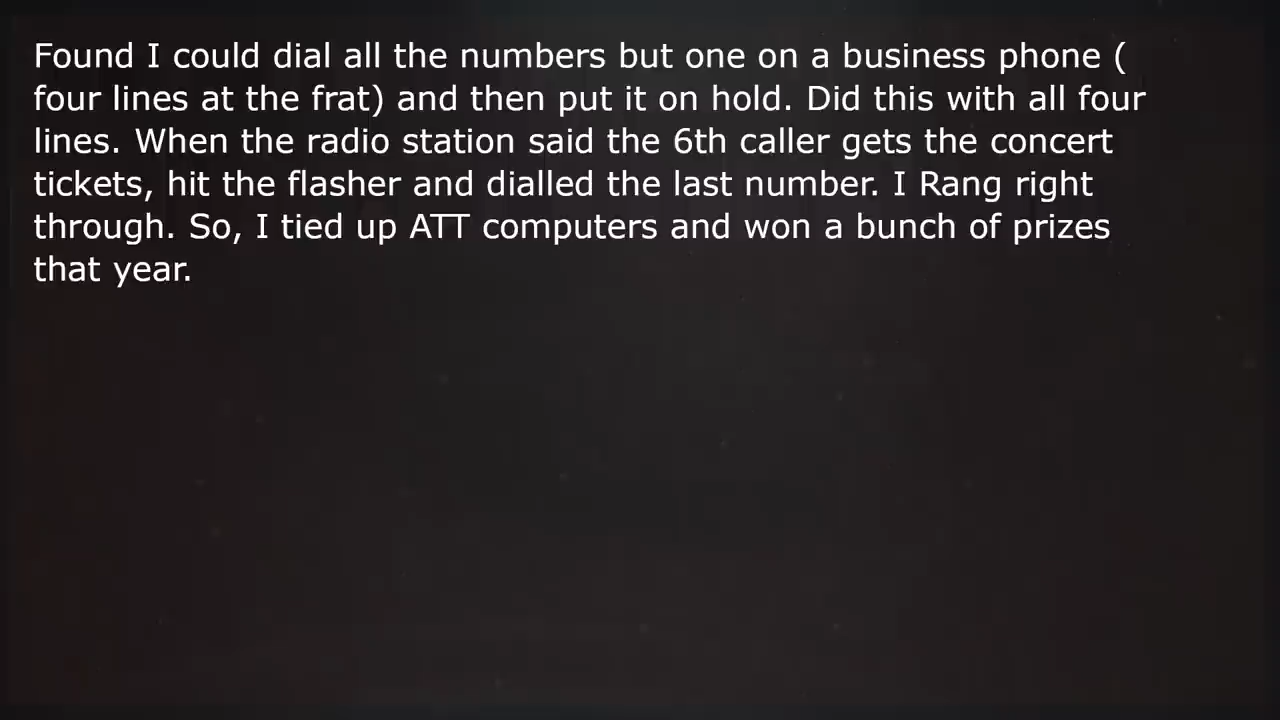 Found I could dial all the numbers but one on a business phone (
four lines at the frat) and then put it on hold. Did this with all four
lines. When the radio station said the 6th caller gets the concert
tickets, hit the flasher and dialled the last number. I Rang right
through. So, I tied up ATT computers and won a bunch of prizes
that year.